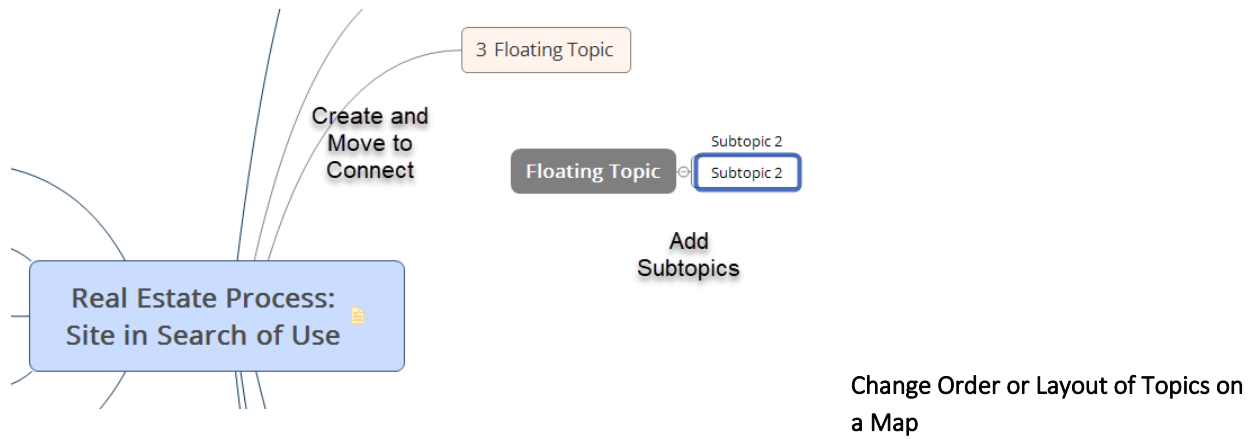 3 Floating Topic
Create and
Move to
Connect
Subtopic 2
Floating Topic
Subtopic 2
Add
Subtopics
Real Estate Process:
Site in Search of Use
Change Order or Layout of Topics on
a Map